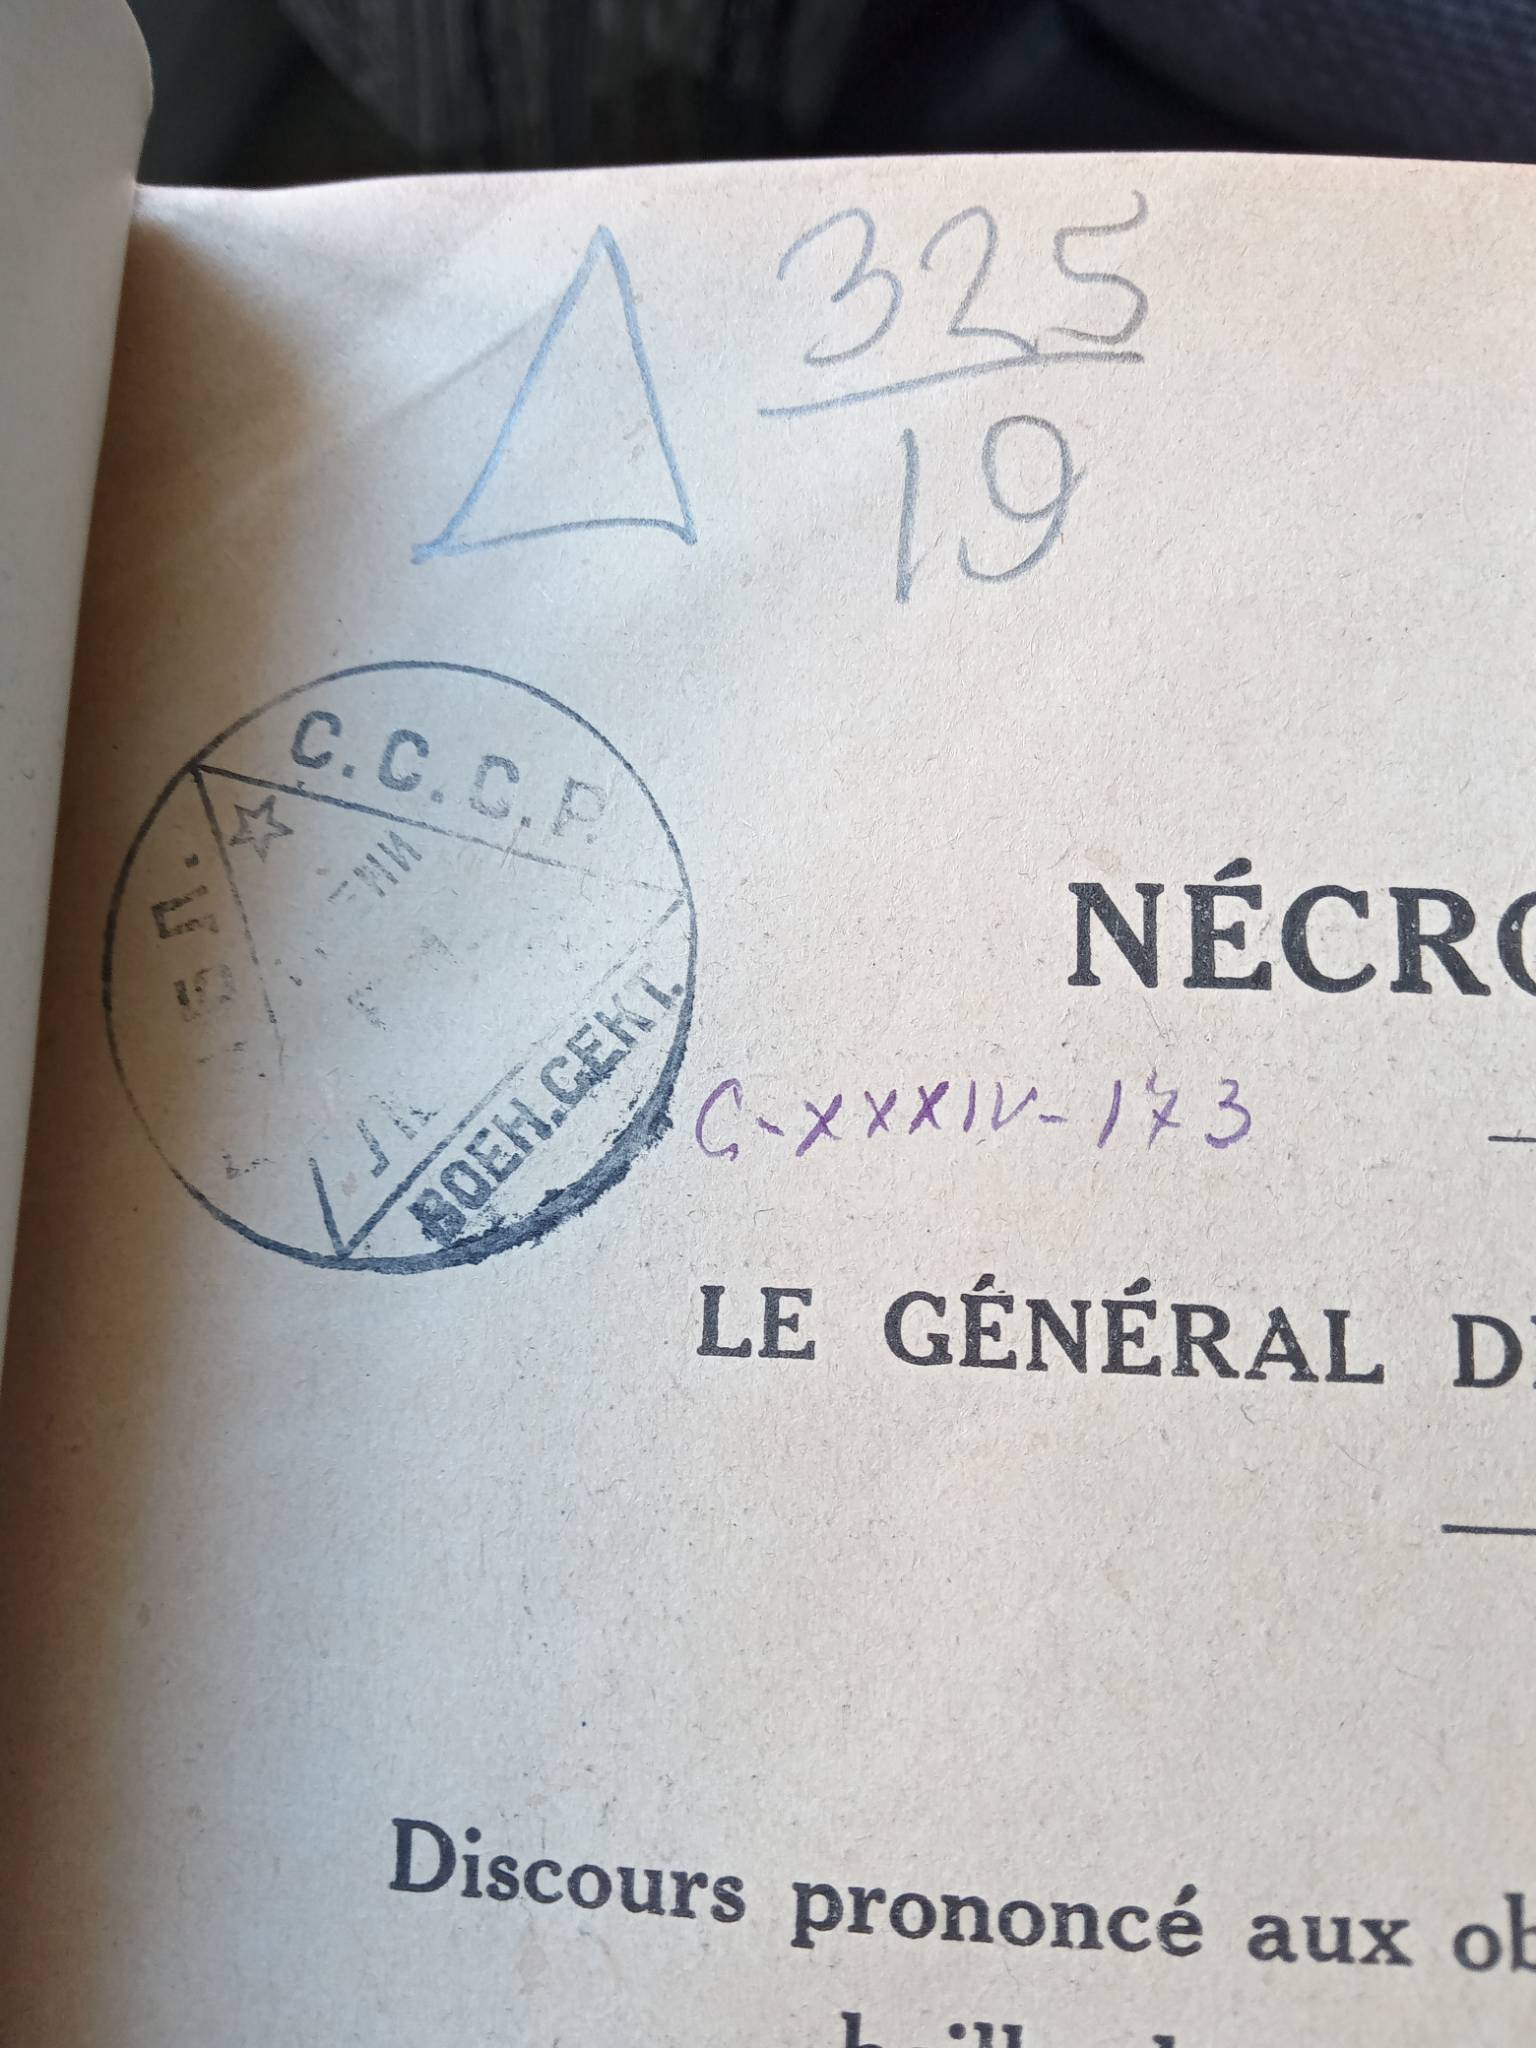 325
19
С.С.С.Р.
ВОЕН.СЕКТ.
NÉCRO
C-XXXIV-173
LE GÉNÉRAL D
Discours prononcé aux ob